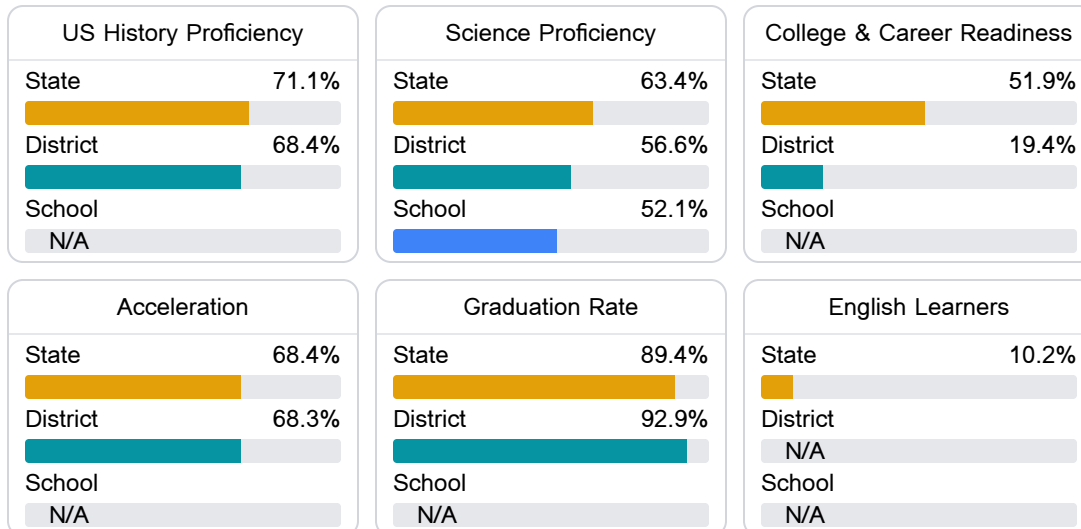 US History Proficiency
State 71.1%
District 68.4%
School
N/A
Science Proficiency
State 63.4%
District 56.6%
School 52.1%
College & Career Readiness
State 51.9%
District 19.4%
School
N/A
Acceleration
State 68.4%
District 68.3%
School
N/A
Graduation Rate
State 89.4%
District 92.9%
School
N/A
English Learners
State 10.2%
District
N/A
School
N/A